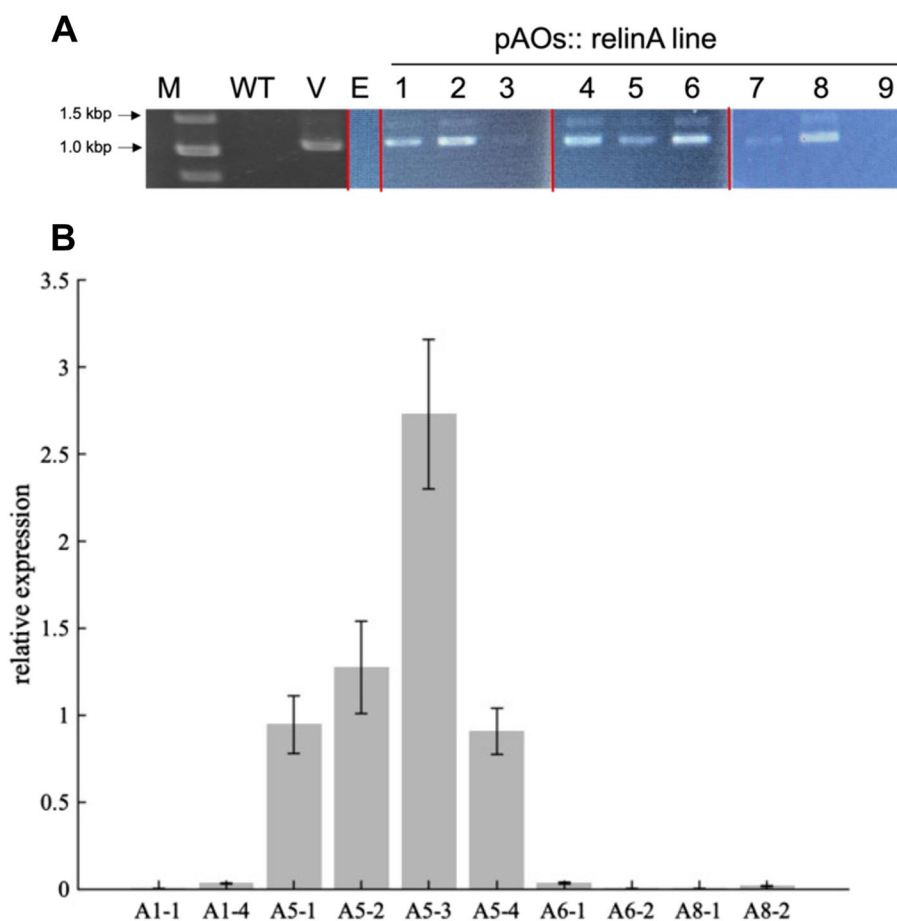 A
pAOs:: relinA line
M WT V E 1 2 3 4 5 6 7 8 9
1.5 kbp
1.0 kbp
B
3.5
3
2.5
2
1.5
1
0.5
0
relative expression
A1-1 A1-4 A5-1 A5-2 A5-3 A5-4 A6-1 A6-2 A8-1 A8-2